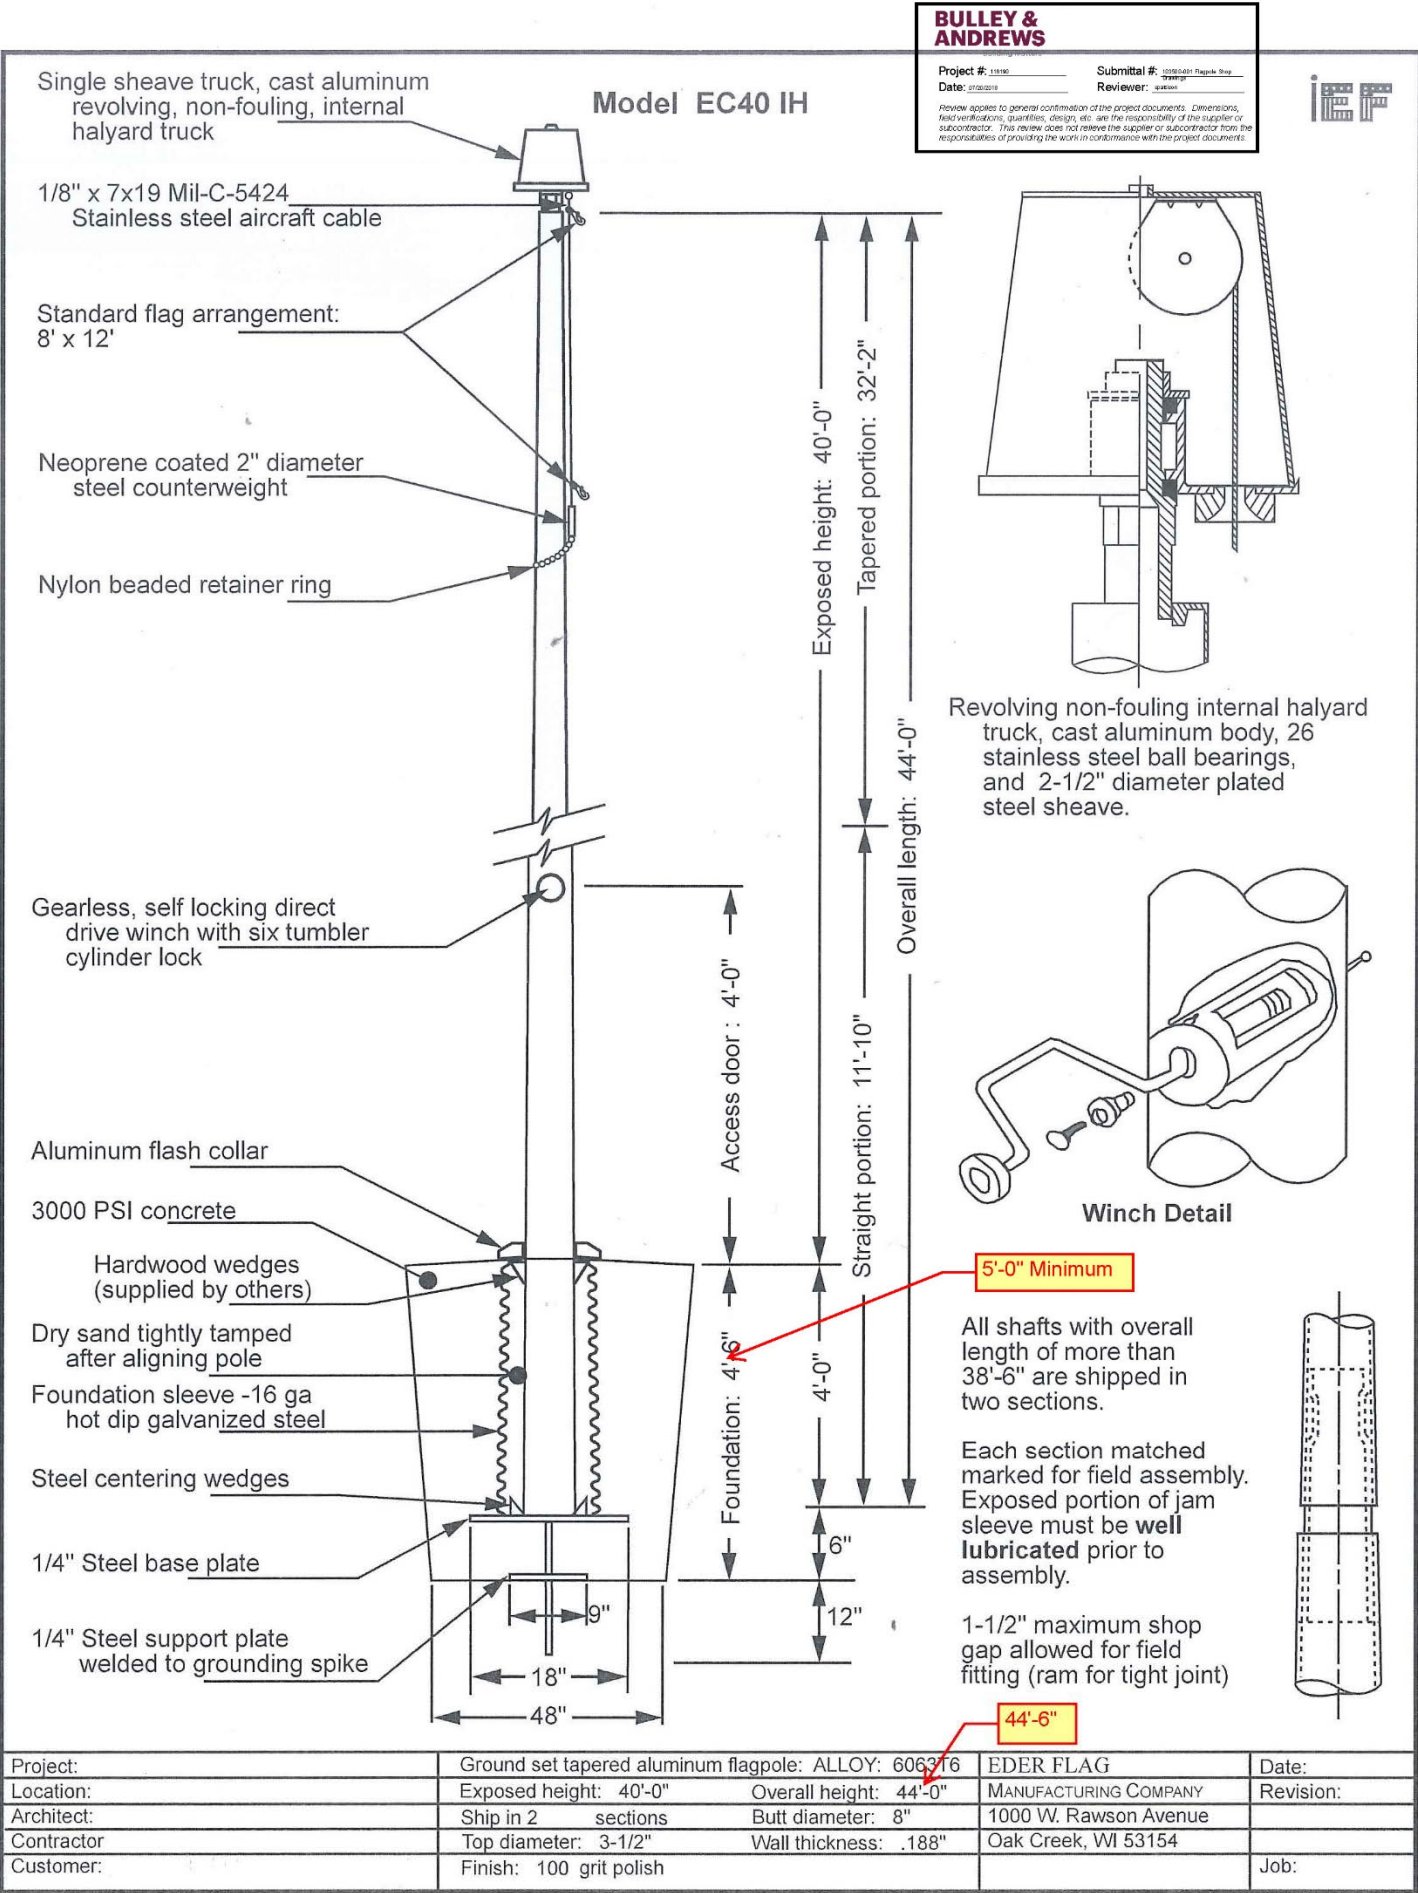 BULLEY &
ANDREWS
Project #: 118190
Submittal #: 103500-001 Flagpole Shop
Drawings
Date: 07/20/2018
Reviewer:
Review applies to general confirmation of the project documents. Dimensions,
field verifications, quantities, design, etc. are the responsibility of the supplier or
subcontractor. This review does not relieve the supplier or subcontractor from the
responsibilities of providing the work in conformance with the project documents.
iEF
Model EC40 IH
Single sheave truck, cast aluminum
revolving, non-fouling, internal
halyard truck
1/8" x 7x19 Mil-C-5424
Stainless steel aircraft cable
Standard flag arrangement:
8' x 12'
Neoprene coated 2" diameter
steel counterweight
Nylon beaded retainer ring
Gearless, self locking direct
drive winch with six tumbler
cylinder lock
Aluminum flash collar
3000 PSI concrete
Hardwood wedges
(supplied by others)
Dry sand tightly tamped
after aligning pole
Foundation sleeve -16 ga
hot dip galvanized steel
Steel centering wedges
1/4" Steel base plate
1/4" Steel support plate
welded to grounding spike
Exposed height: 40'-0"
Tapered portion: 32'-2"
Overall length: 44'-0"
Access door : 4'-0"
Straight portion: 11'-10"
Foundation: 4'-6"
4'-0"
6"
12"
9"
18"
48"
Revolving non-fouling internal halyard
truck, cast aluminum body, 26
stainless steel ball bearings,
and 2-1/2" diameter plated
steel sheave.
Winch Detail
5'-0" Minimum
All shafts with overall
length of more than
38'-6" are shipped in
two sections.
Each section matched
marked for field assembly.
Exposed portion of jam
sleeve must be well
lubricated prior to
assembly.
1-1/2" maximum shop
gap allowed for field
fitting (ram for tight joint)
44'-6"
Project:
Location:
Architect:
Contractor
Customer:
Ground set tapered aluminum flagpole: ALLOY: 6063T6
Exposed height: 40'-0" Overall height: 44'-0"
Ship in 2 sections Butt diameter: 8"
Top diameter: 3-1/2" Wall thickness: .188"
Finish: 100 grit polish
EDER FLAG
MANUFACTURING COMPANY
1000 W. Rawson Avenue
Oak Creek, WI 53154
Date:
Revision:
Job: